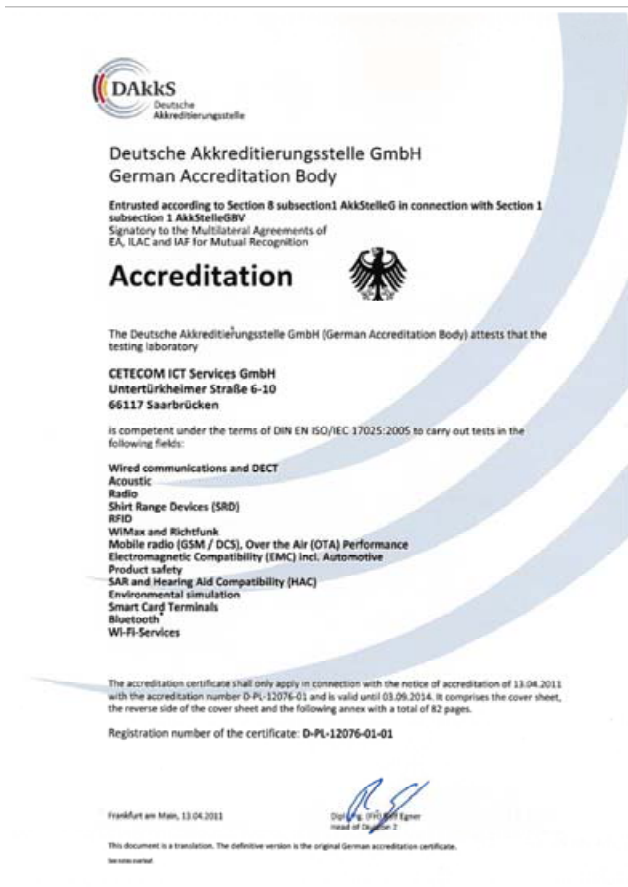 DAkkS
Deutsche
Akkreditierungsstelle
Deutsche Akkreditierungsstelle GmbH
German Accreditation Body
Entrusted according to Section 8 subsection1 AkkStelleG in connection with Section 1
subsection 1 AkkStelleGBV
Signatory to the Multilateral Agreements of
EA, ILAC and IAF for Mutual Recognition
Accreditation
The Deutsche Akkreditierungsstelle GmbH (German Accreditation Body) attests that the
testing laboratory
CETECOM ICT Services GmbH
Untertürkheimer Straße 6-10
66117 Saarbrücken
is competent under the terms of DIN EN ISO/IEC 17025:2005 to carry out tests in the
following fields:
Wired communications and DECT
Acoustic
Radio
Shirt Range Devices (SRD)
RFID
WiMax and Richtfunk
Mobile radio (GSM / DCS), Over the Air (OTA) Performance
Electromagnetic Compatibility (EMC) incl. Automotive
Product safety
SAR and Hearing Aid Compatibility (HAC)
Environmental simulation
Smart Card Terminals
Bluetooth®
Wi-Fi-Services
The accreditation certificate shall only apply in connection with the notice of accreditation of 13.04.2011
with the accreditation number D-PL-12076-01 and is valid until 03.09.2014. It comprises the cover sheet,
the reverse side of the cover sheet and the following annex with a total of 82 pages.
Registration number of the certificate: D-PL-12076-01-01
Frankfurt am Main, 13.04.2011
(FH) Egner
Head of Division 2
This document is a translation. The definitive version is the original German accreditation certificate.
See notes overleaf